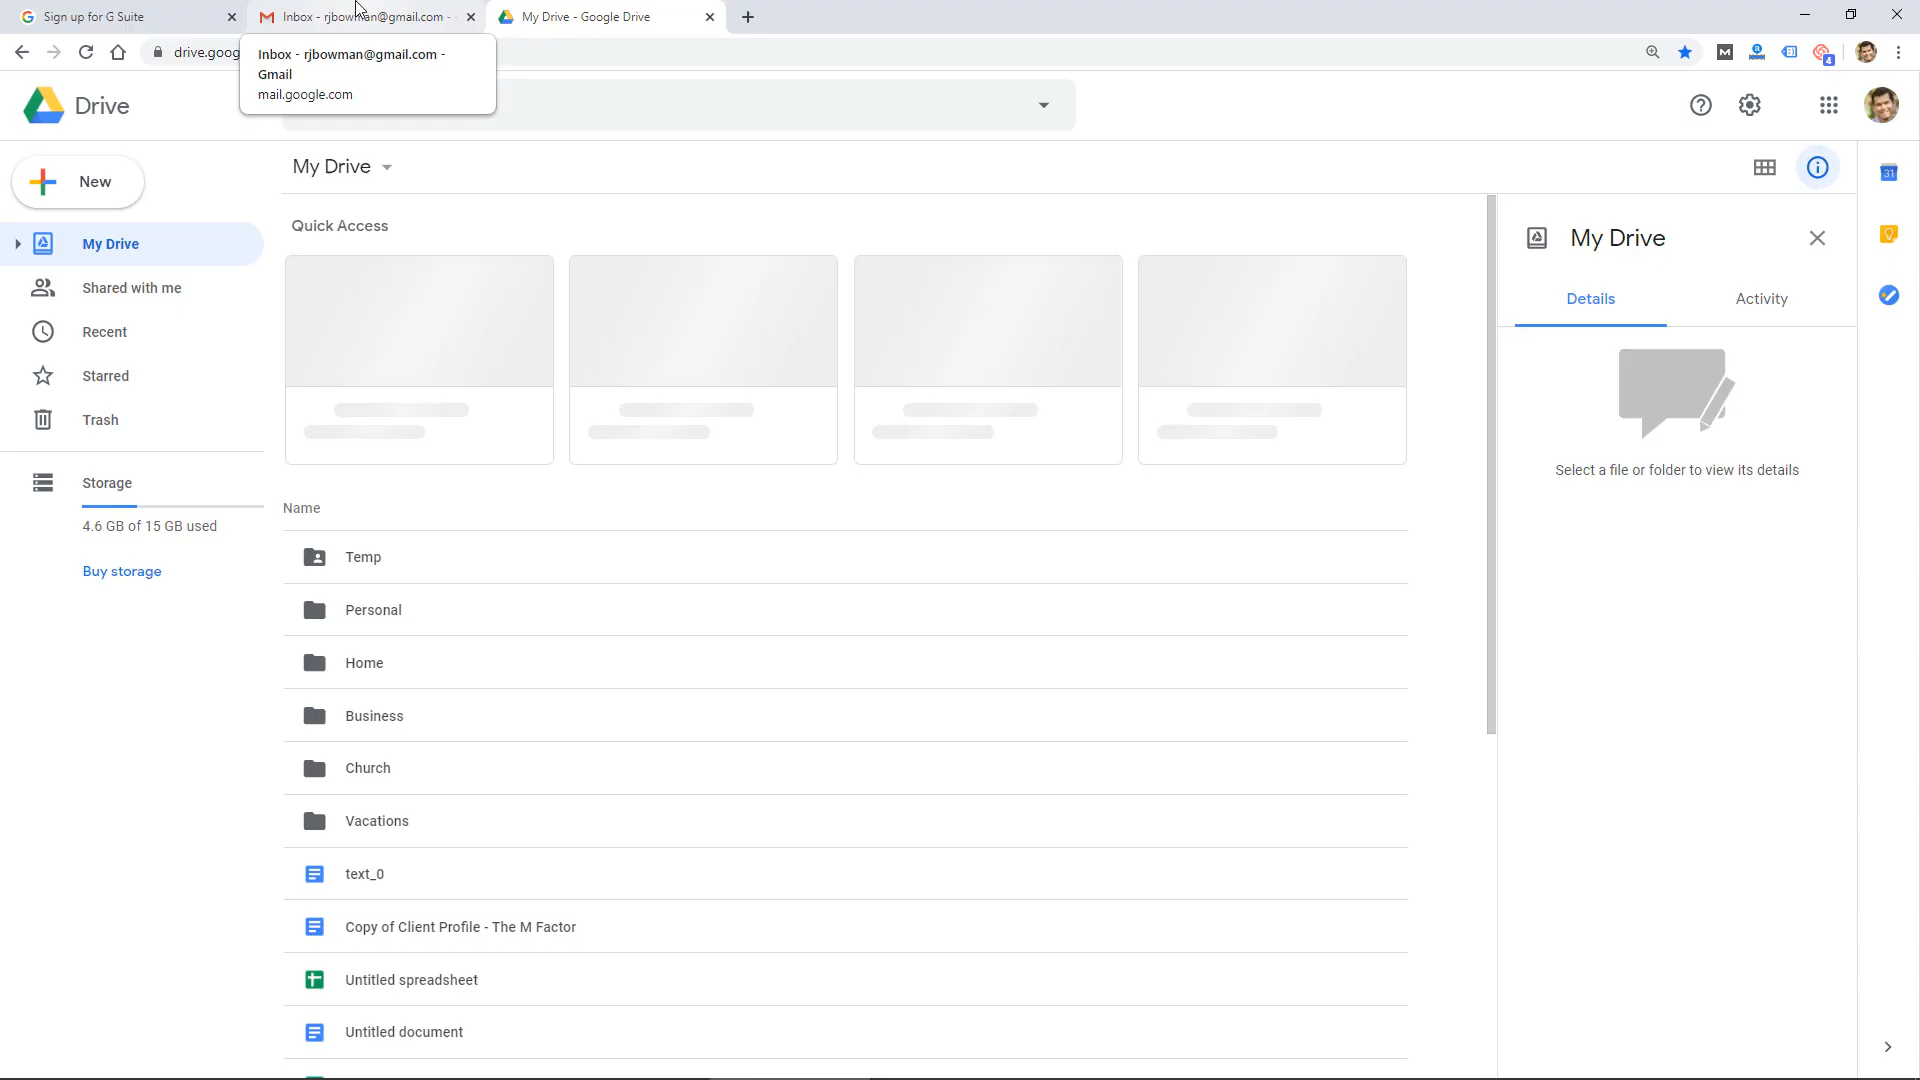 Sign up for G Suite
Inbox - rjbowman@gmail.com -
My Drive - Google Drive
drive.goog
4
Inbox - rjbowman@gmail.com -
Gmail
mail.google.com
Drive
New
My Drive
31
Quick Access
My Drive
Details
Activity
My Drive
Shared with me
Recent
Starred
Trash
Storage
4.6 GB of 15 GB used
Buy storage
Select a file or folder to view its details
Name
Temp
Personal
Home
Business
Church
Vacations
text_0
Copy of Client Profile - The M Factor
Untitled spreadsheet
Untitled document